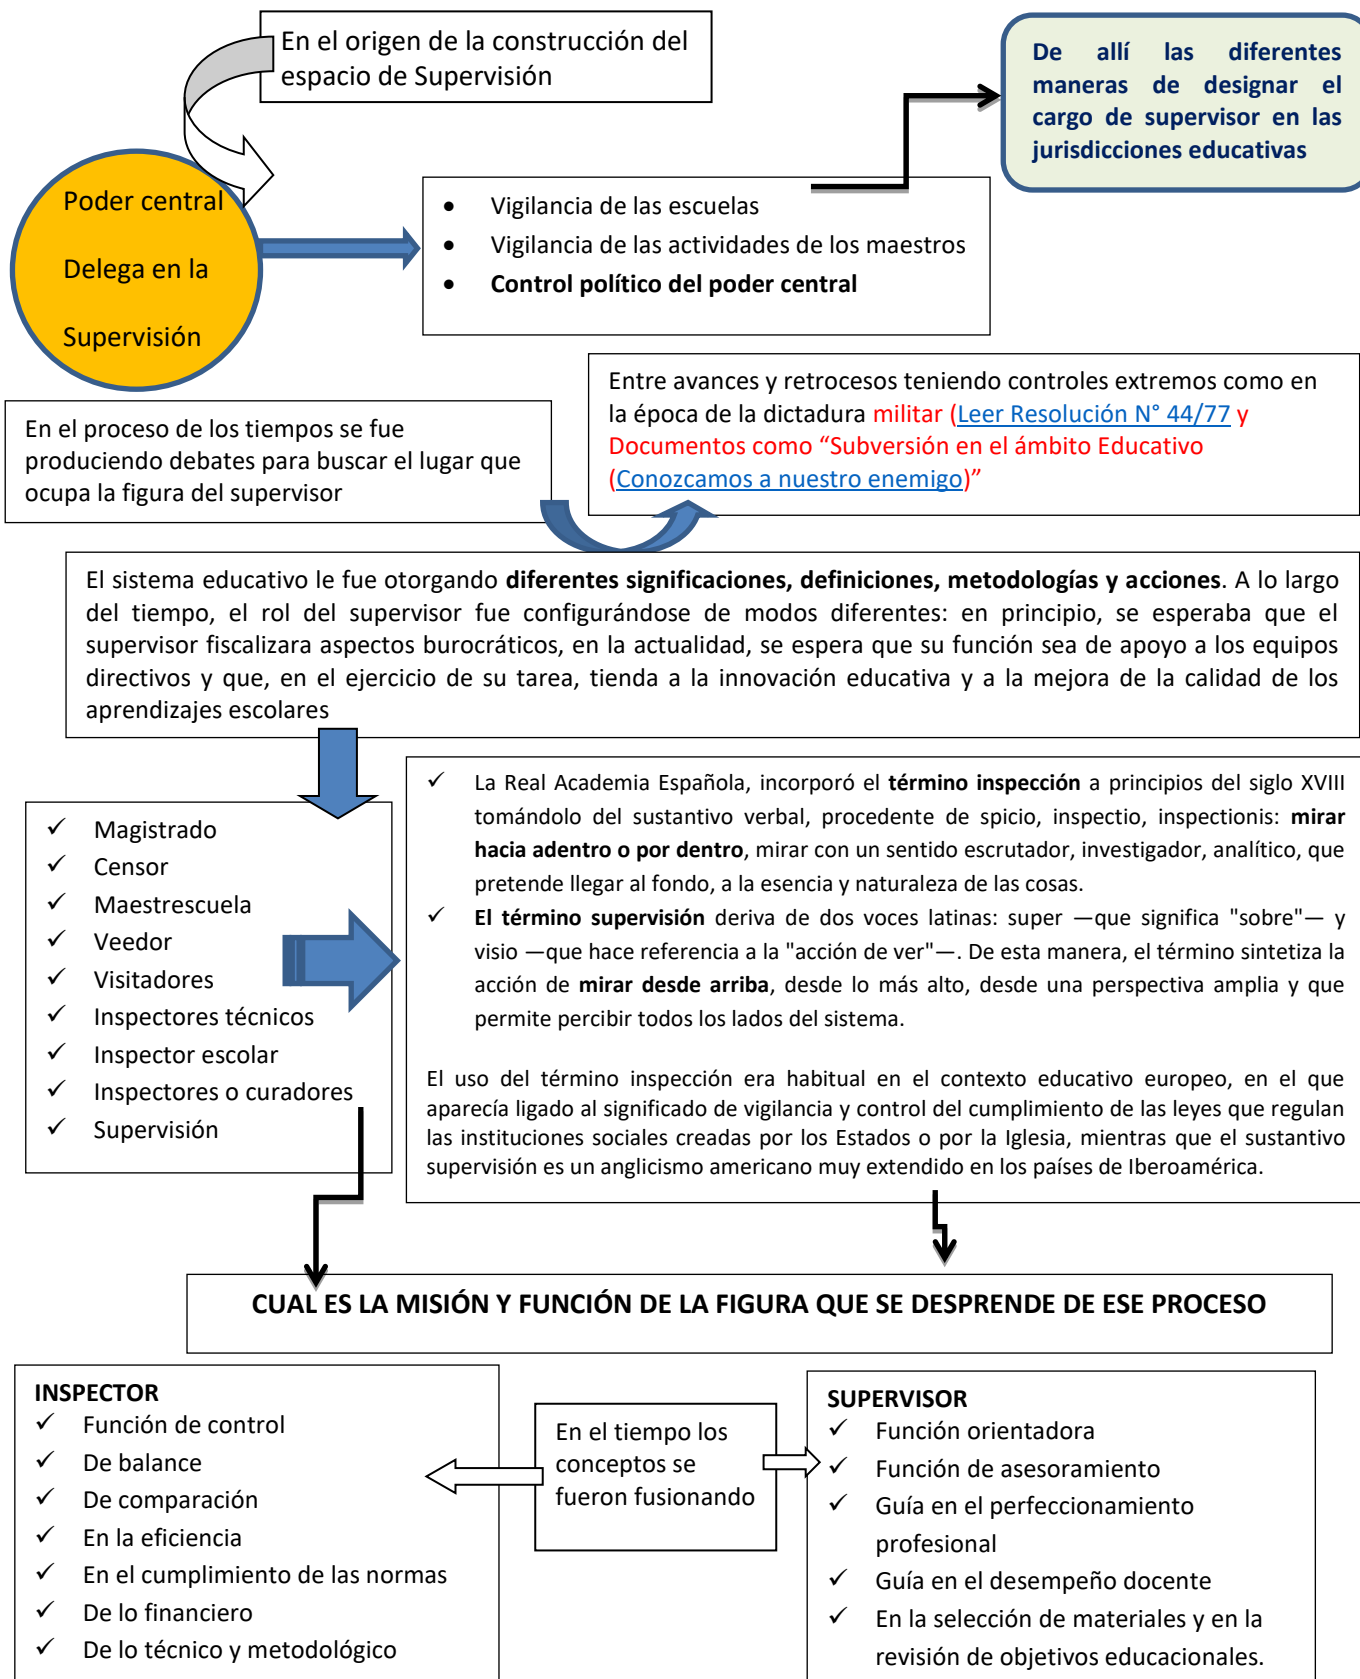 En el origen de la construcción del
espacio de Supervisión
De allí las diferentes
maneras de designar el
cargo de supervisor en las
jurisdicciones educativas
Poder central
Delega en la
Supervisión
• Vigilancia de las escuelas
• Vigilancia de las actividades de los maestros
• Control político del poder central
Entre avances y retrocesos teniendo controles extremos como en
la época de la dictadura militar (Leer Resolución N° 44/77 y
Documentos como “Subversión en el ámbito Educativo
(Conozcamos a nuestro enemigo)”
En el proceso de los tiempos se fue
produciendo debates para buscar el lugar que
ocupa la figura del supervisor
El sistema educativo le fue otorgando diferentes significaciones, definiciones, metodologías y acciones. A lo largo
del tiempo, el rol del supervisor fue configurándose de modos diferentes: en principio, se esperaba que el
supervisor fiscalizara aspectos burocráticos, en la actualidad, se espera que su función sea de apoyo a los equipos
directivos y que, en el ejercicio de su tarea, tienda a la innovación educativa y a la mejora de la calidad de los
aprendizajes escolares
✓ Magistrado
✓ Censor
✓ Maestrescuela
✓ Veedor
✓ Visitadores
✓ Inspectores técnicos
✓ Inspector escolar
✓ Inspectores o curadores
✓ Supervisión
✓ La Real Academia Española, incorporó el término inspección a principios del siglo XVIII
tomándolo del sustantivo verbal, procedente de spicio, inspectio, inspectionis: mirar
hacia adentro o por dentro, mirar con un sentido escrutador, investigador, analítico, que
pretende llegar al fondo, a la esencia y naturaleza de las cosas.
✓ El término supervisión deriva de dos voces latinas: super —que significa "sobre"— y
visio —que hace referencia a la "acción de ver"—. De esta manera, el término sintetiza la
acción de mirar desde arriba, desde lo más alto, desde una perspectiva amplia y que
permite percibir todos los lados del sistema.
El uso del término inspección era habitual en el contexto educativo europeo, en el que
aparecía ligado al significado de vigilancia y control del cumplimiento de las leyes que regulan
las instituciones sociales creadas por los Estados o por la Iglesia, mientras que el sustantivo
supervisión es un anglicismo americano muy extendido en los países de Iberoamérica.
CUAL ES LA MISIÓN Y FUNCIÓN DE LA FIGURA QUE SE DESPRENDE DE ESE PROCESO
INSPECTOR
✓ Función de control
✓ De balance
✓ De comparación
✓ En la eficiencia
✓ En el cumplimiento de las normas
✓ De lo financiero
✓ De lo técnico y metodológico
En el tiempo los
conceptos se
fueron fusionando
SUPERVISOR
✓ Función orientadora
✓ Función de asesoramiento
✓ Guía en el perfeccionamiento
profesional
✓ Guía en el desempeño docente
✓ En la selección de materiales y en la
revisión de objetivos educacionales.